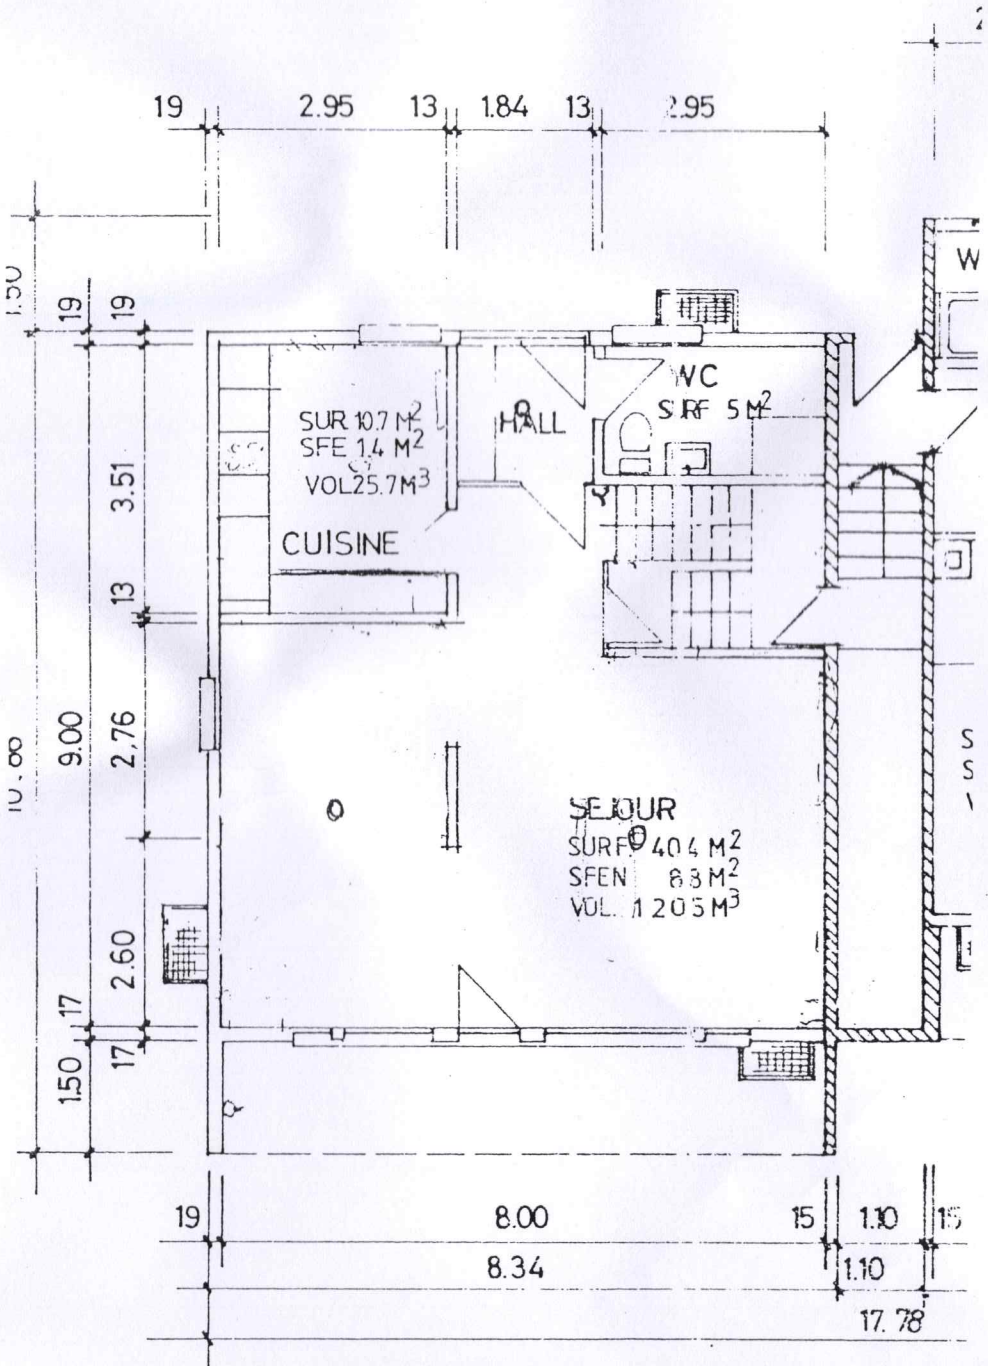 19 2.95 13 1.84 13 2.95
1.50
19
19
W
WC
SURF 5 M²
HALL
SUR 10.7 M²
SFE 1.4 M²
VOL 25.7 M³
CUISINE
3.51
13
9.00
2,76
SEJOUR
SURF 40.4 M²
SFEN 8.8 M²
VOL. 120.5 M³
S
S
2.60
17
17
1.50
19 8.00 15 1.10 15
8.34 1.10
17.78